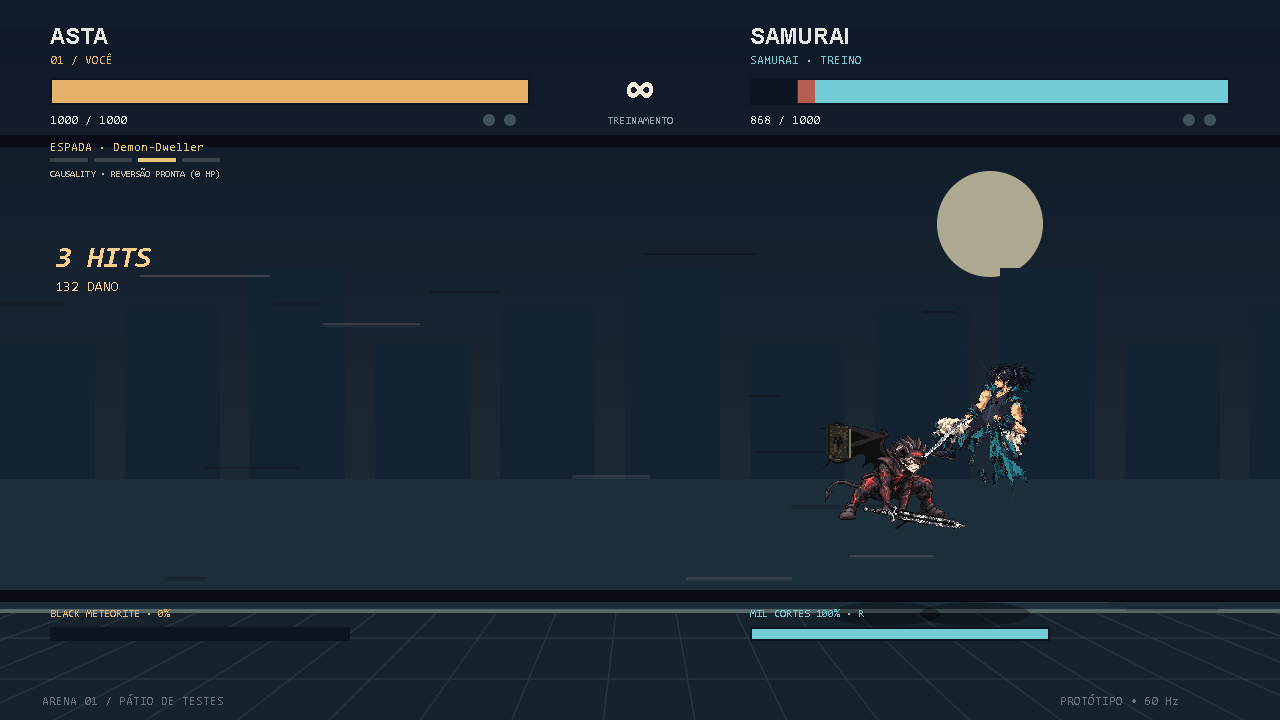 ASTA
01 / VOCÊ
1000 / 1000
∞
TREINAMENTO
SAMURAI
SAMURAI · TREINO
868 / 1000
ESPADA · Demon-Dweller
CAUSALITY · REVERSÃO PRONTA (0 HP)
3 HITS
132 DANO
BLACK METEORITE · 0%
MIL CORTES 100% · R
ARENA 01 / PÁTIO DE TESTES
PROTÓTIPO • 60 Hz